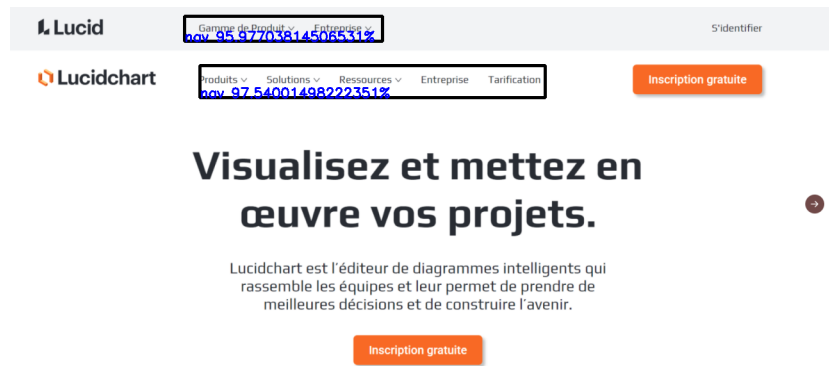 Lucid
Gamme de Produit
Entreprise
S'identifier
nav 95.97703814506531%
Lucidchart
Produits
Solutions
Ressources
Entreprise
Tarification
Inscription gratuite
nav 97.54001498222351%
Visualisez et mettez en
œuvre vos projets.
Lucidchart est l'éditeur de diagrammes intelligents qui
rassemble les équipes et leur permet de prendre de
meilleures décisions et de construire l'avenir.
Inscription gratuite